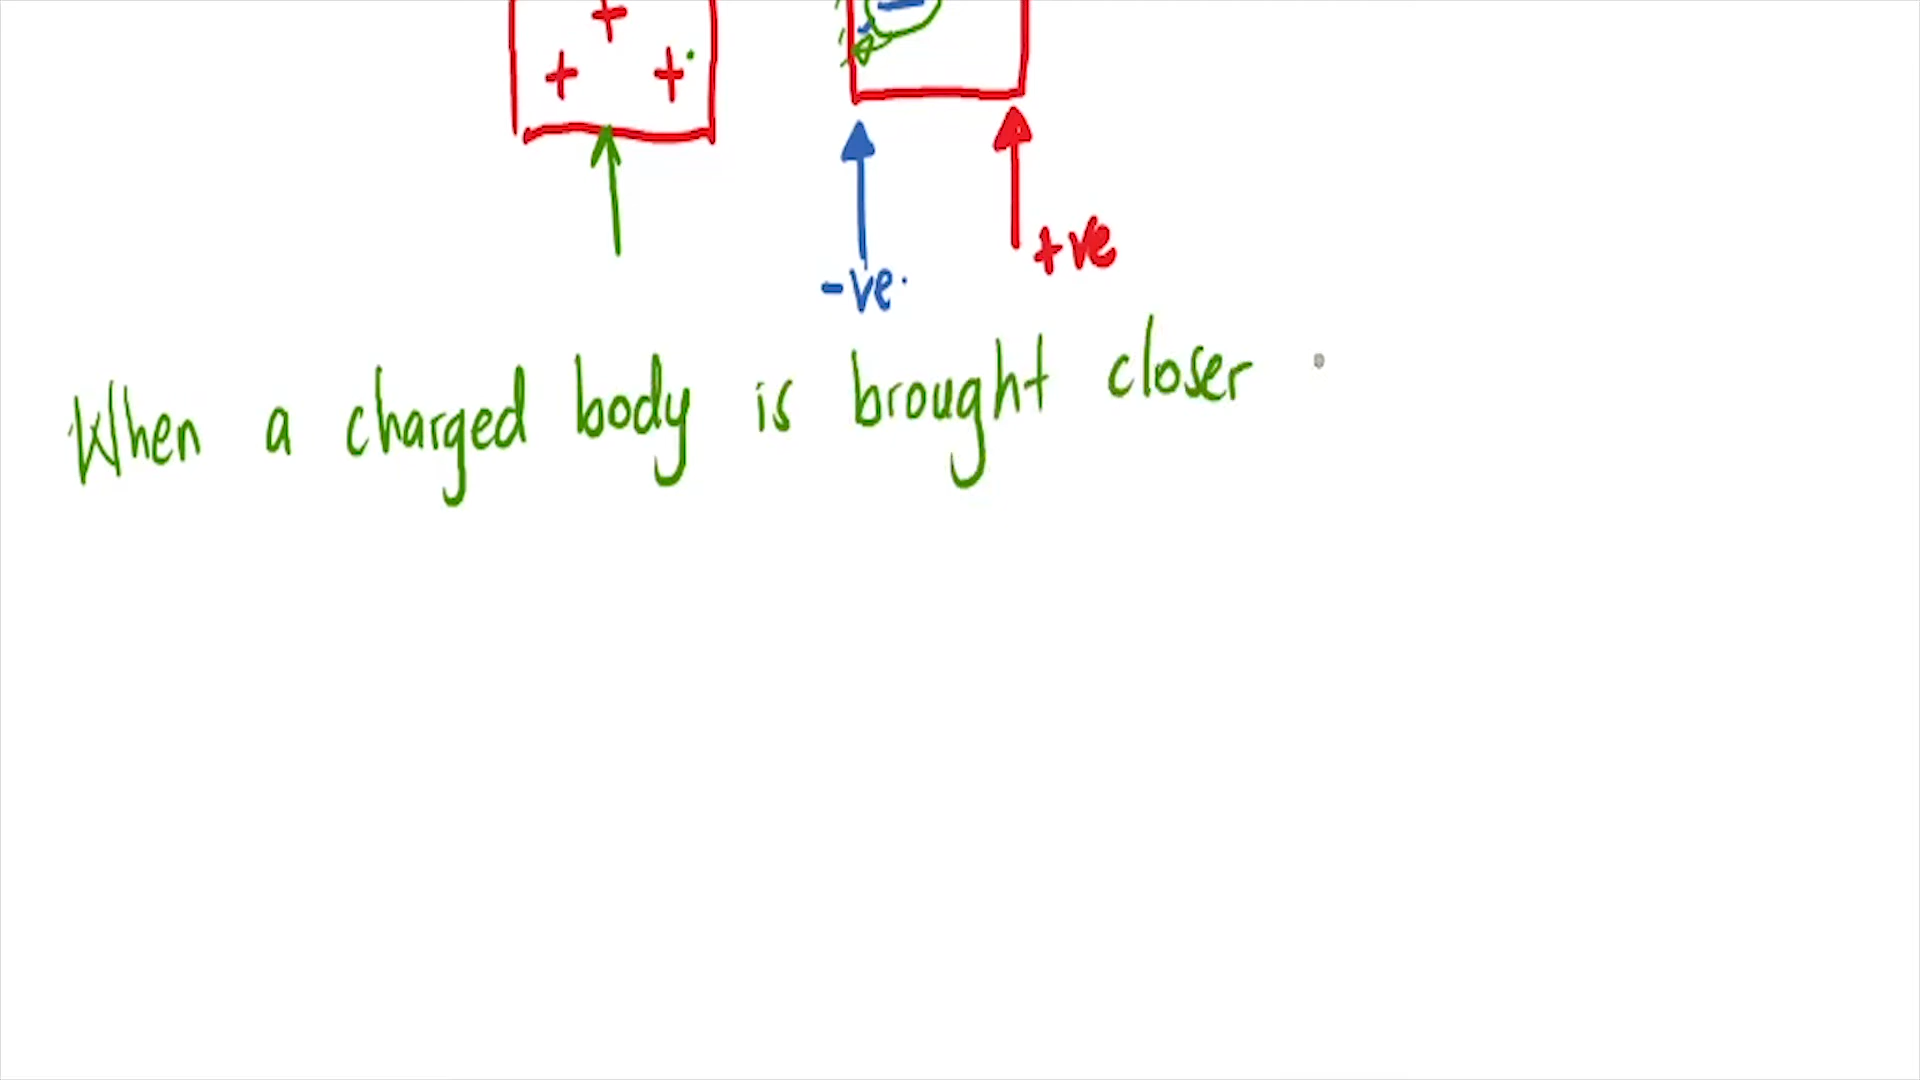 +
+ +
-
+ve
-ve.
When a charged body is brought closer